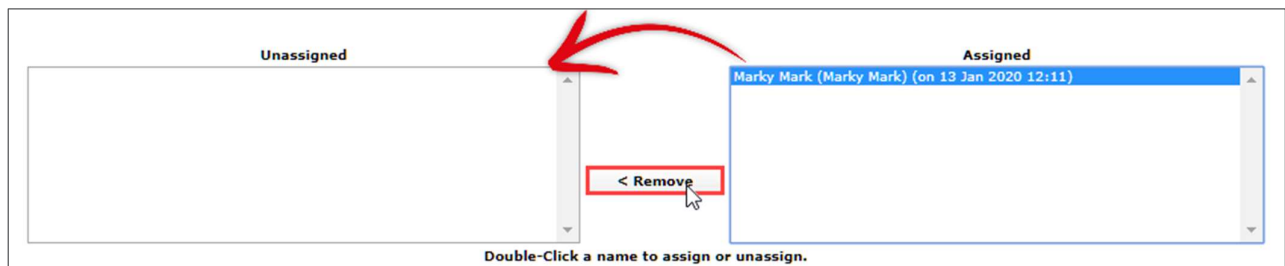 Unassigned
Assigned
Marky Mark (Marky Mark) (on 13 Jan 2020 12:11)
< Remove
Double-Click a name to assign or unassign.